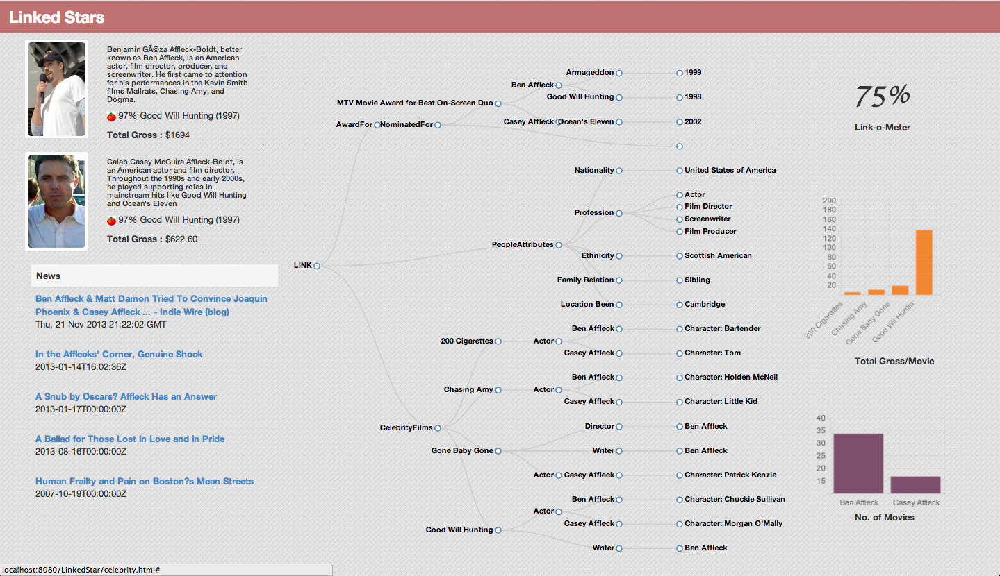 Linked Stars
Benjamin GÃ©za Affleck-Boldt, better
known as Ben Affleck, is an American
actor, film director, producer, and
screenwriter. He first came to attention
for his performances in the Kevin Smith
films Mallrats, Chasing Amy, and
Dogma.
97% Good Will Hunting (1997)
Total Gross : $1694
Caleb Casey McGuire Affleck-Boldt, is
an American actor and film director.
Throughout the 1990s and early 2000s,
he played supporting roles in
mainstream hits like Good Will Hunting
and Ocean's Eleven
97% Good Will Hunting (1997)
Total Gross : $622.60
News
Ben Affleck & Matt Damon Tried To Convince Joaquin
Phoenix & Casey Affleck ... - Indie Wire (blog)
Thu, 21 Nov 2013 21:22:02 GMT
In the Afflecks' Corner, Genuine Shock
2013-01-14T16:02:36Z
A Snub by Oscars? Affleck Has an Answer
2013-01-17T00:00:00Z
A Ballad for Those Lost in Love and in Pride
2013-08-16T00:00:00Z
Human Frailty and Pain on Boston?s Mean Streets
2007-10-19T00:00:00Z
LINK
AwardFor
NominatedFor
MTV Movie Award for Best On-Screen Duo
Ben Affleck
Armageddon
1999
Good Will Hunting
1998
Casey Affleck
Ocean's Eleven
2002
PeopleAttributes
Nationality
United States of America
Profession
Actor
Film Director
Screenwriter
Film Producer
Ethnicity
Scottish American
Family Relation
Sibling
Location Been
Cambridge
CelebrityFilms
200 Cigarettes
Actor
Ben Affleck
Character: Bartender
Casey Affleck
Character: Tom
Chasing Amy
Actor
Ben Affleck
Character: Holden McNeil
Casey Affleck
Character: Little Kid
Gone Baby Gone
Director
Ben Affleck
Writer
Ben Affleck
Actor
Casey Affleck
Character: Patrick Kenzie
Good Will Hunting
Actor
Ben Affleck
Character: Chuckie Sullivan
Casey Affleck
Character: Morgan O'Mally
Writer
Ben Affleck
75%
Link-o-Meter
200
180
160
140
120
100
80
60
40
20
200 Cigarattes
Chasing Amy
Gone Baby Gone
Good Wil Huntin
Total Gross/Movie
40
35
30
25
20
15
Ben Affleck
Casey Affleck
No. of Movies
localhost:8080/LinkedStar/celebrity.html#